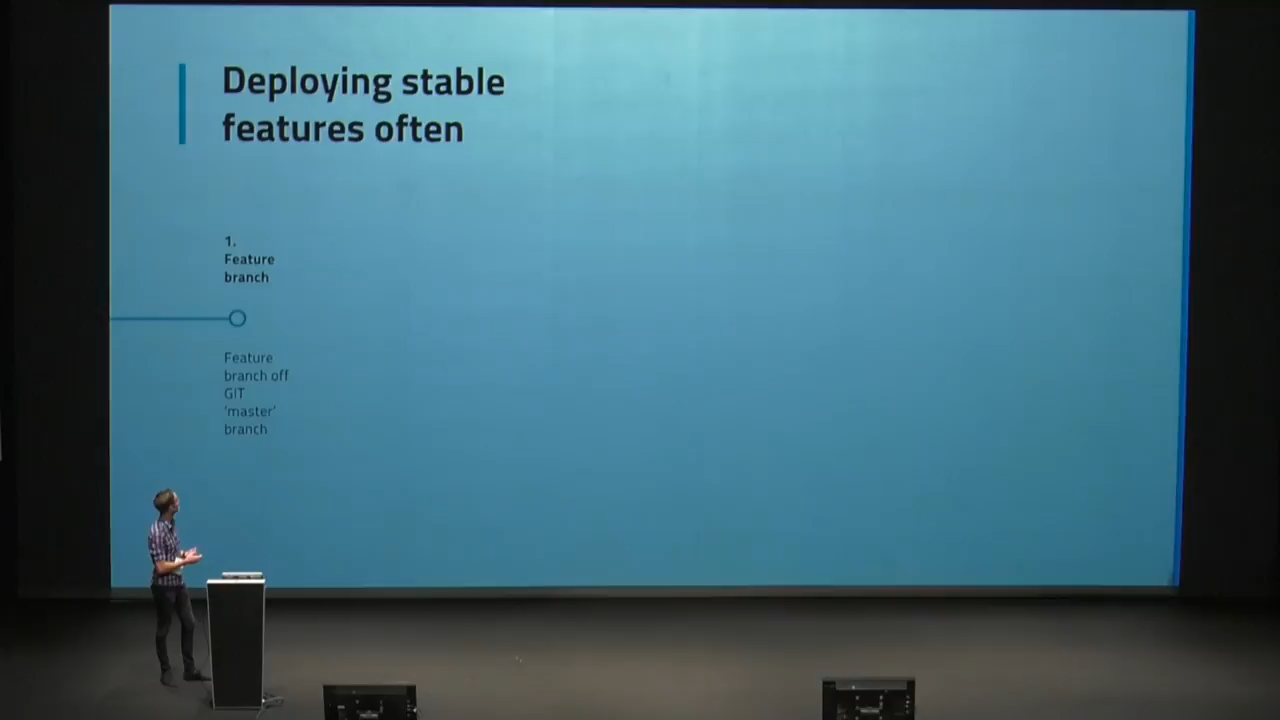 Deploying stable
features often
1.
Feature
branch
Feature
branch off
GIT
'master'
branch